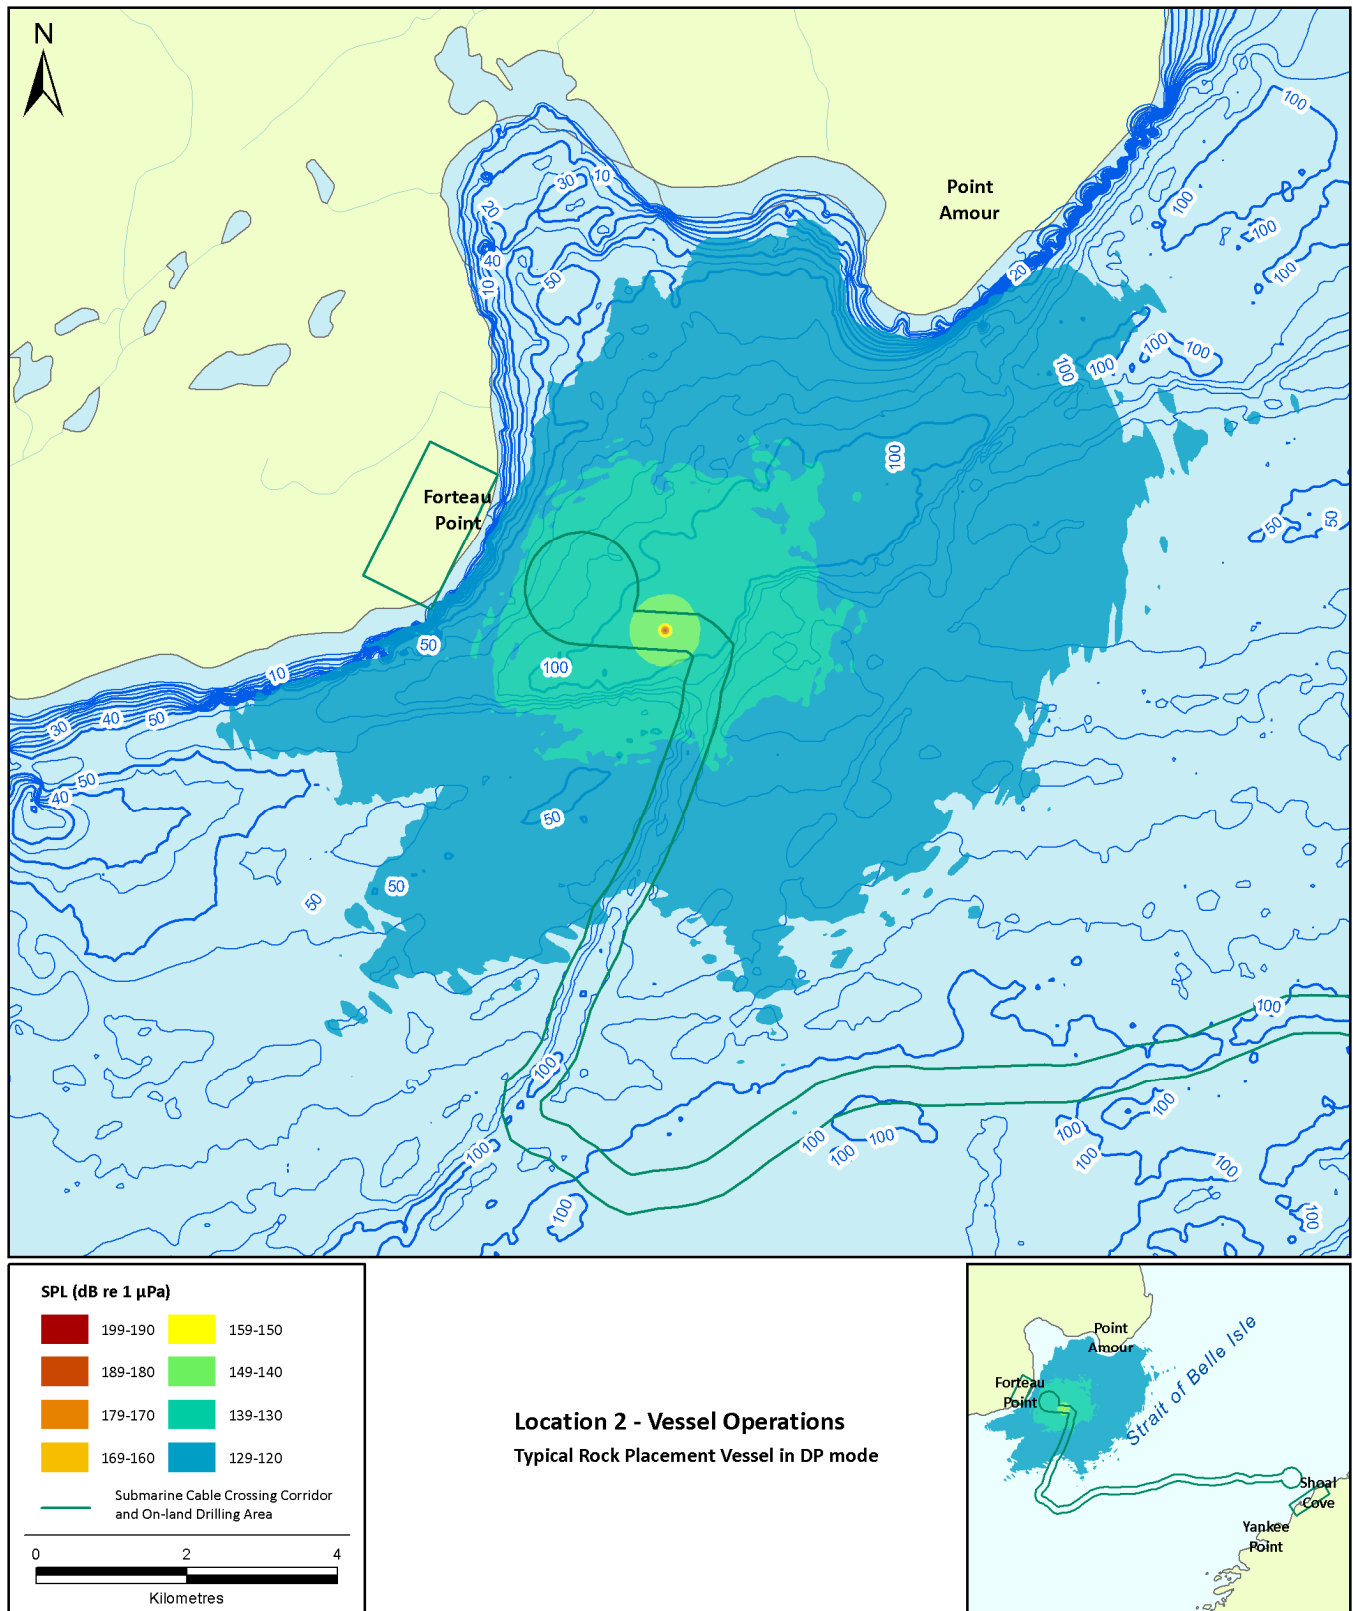 N
100
Point
Amour
30
10
20
100
100
40
10
50
20
100
100
100
100
100
100
50
50
Forteau
Point
50
100
10
30
40
50
50
40
50
50
50
100
100
100
100
100
100
100
100
100
100
100
100
SPL (dB re 1 µPa)
199-190
159-150
189-180
149-140
179-170
139-130
169-160
129-120
Submarine Cable Crossing Corridor
and On-land Drilling Area
0 2 4
Kilometres
Location 2 - Vessel Operations
Typical Rock Placement Vessel in DP mode
Point
Amour
Forteau
Point
Strait of Belle Isle
Shoal
Cove
Yankee
Point